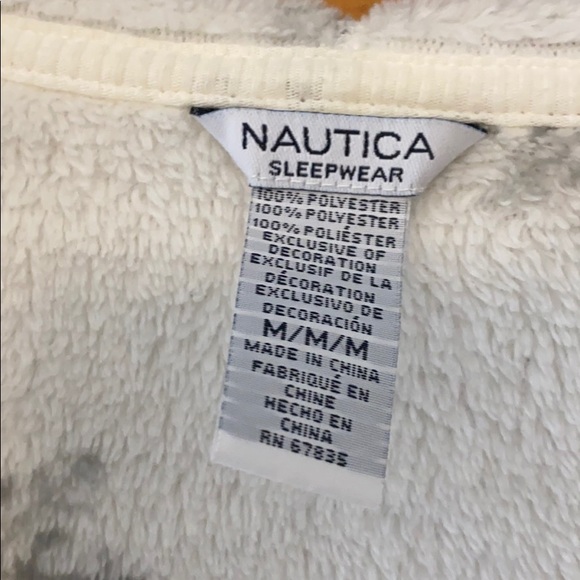 NAUTICA
SLEEPWEAR
100% POLYESTER
100% POLYESTER
100% POLIÉSTER
EXCLUSIVE OF
DECORATION
EXCLUSIF DE LA
DÉCORATION
EXCLUSIVO DE
DECORACIÓN
M/M/M
MADE IN CHINA
FABRIQUÉ EN
CHINE
HECHO EN
CHINA
RN 67835